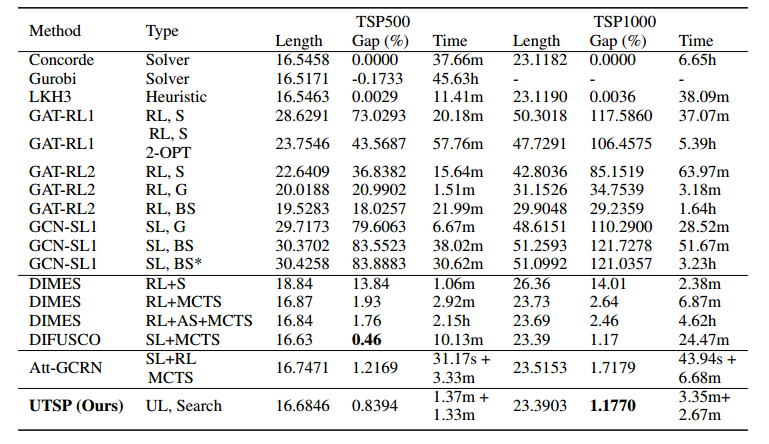 Method Type TSP500 TSP1000
Length Gap (%) Time Length Gap (%) Time
Concorde Solver 16.5458 0.0000 37.66m 23.1182 0.0000 6.65h
Gurobi Solver 16.5171 -0.1733 45.63h - - -
LKH3 Heuristic 16.5463 0.0029 11.41m 23.1190 0.0036 38.09m
GAT-RL1 RL, S 28.6291 73.0293 20.18m 50.3018 117.5860 37.07m
GAT-RL1 RL, S 2-OPT 23.7546 43.5687 57.76m 47.7291 106.4575 5.39h
GAT-RL2 RL, S 22.6409 36.8382 15.64m 42.8036 85.1519 63.97m
GAT-RL2 RL, G 20.0188 20.9902 1.51m 31.1526 34.7539 3.18m
GAT-RL2 RL, BS 19.5283 18.0257 21.99m 29.9048 29.2359 1.64h
GCN-SL1 SL, G 29.7173 79.6063 6.67m 48.6151 110.2900 28.52m
GCN-SL1 SL, BS 30.3702 83.5523 38.02m 51.2593 121.7278 51.67m
GCN-SL1 SL, BS* 30.4258 83.8883 30.62m 51.0992 121.0357 3.23h
DIMES RL+S 18.84 13.84 1.06m 26.36 14.01 2.38m
DIMES RL+MCTS 16.87 1.93 2.92m 23.73 2.64 6.87m
DIMES RL+AS+MCTS 16.84 1.76 2.15h 23.69 2.46 4.62h
DIFUSCO SL+MCTS 16.63 0.46 10.13m 23.39 1.17 24.47m
Att-GCRN SL+RL MCTS 16.7471 1.2169 31.17s + 3.33m 23.5153 1.7179 43.94s + 6.68m
UTSP (Ours) UL, Search 16.6846 0.8394 1.37m + 1.33m 23.3903 1.1770 3.35m+ 2.67m